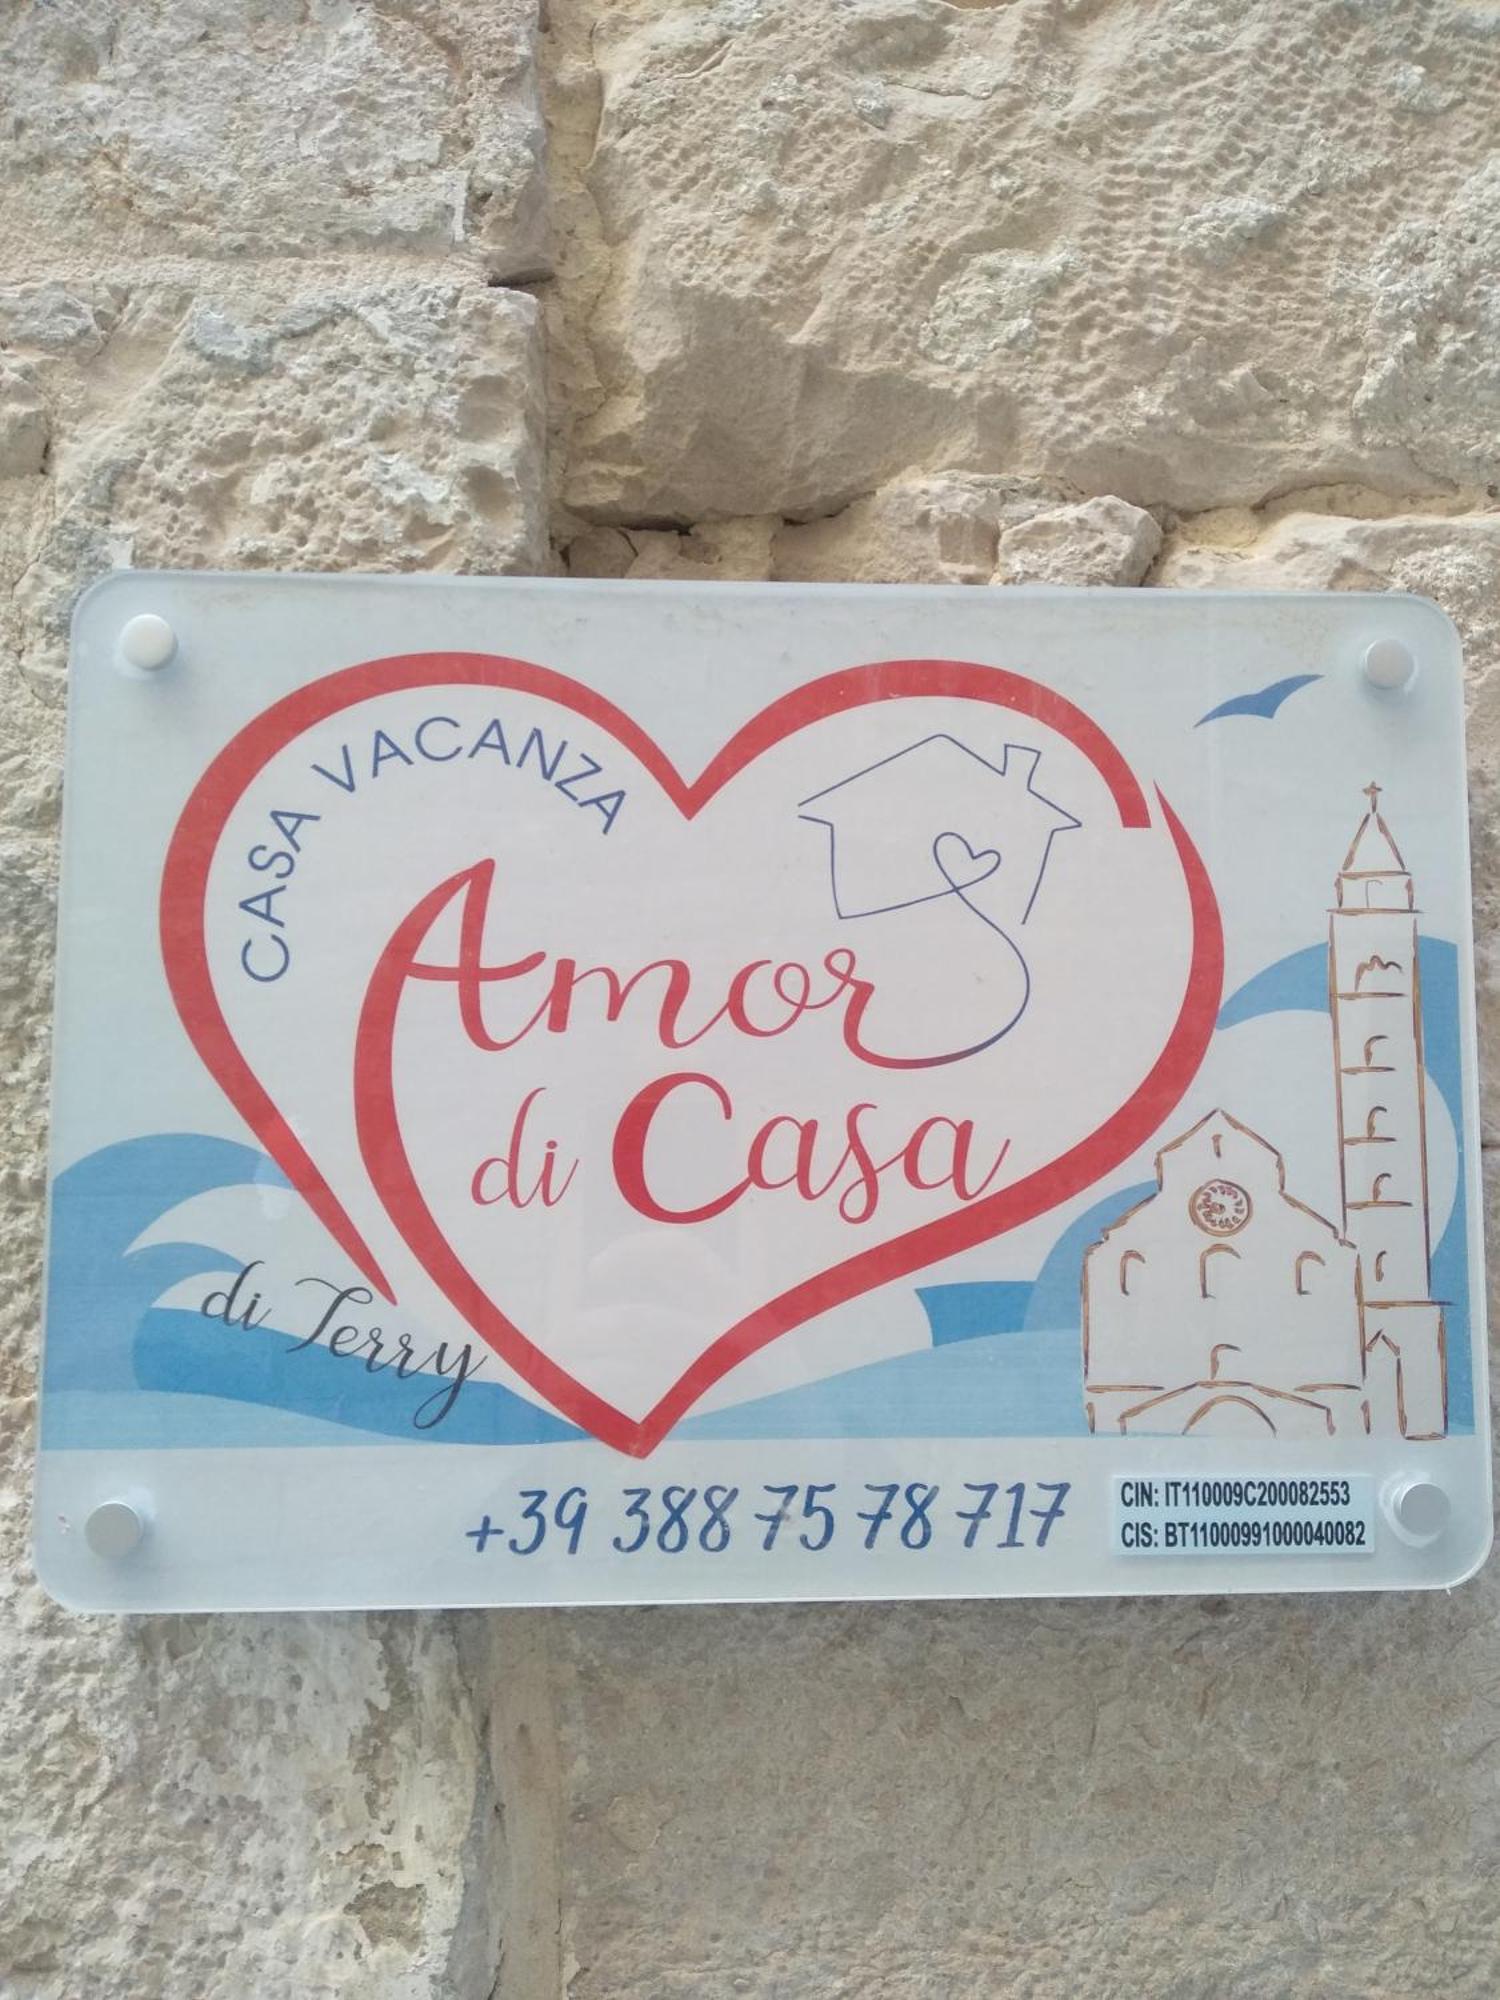 CASA VACANZA
Amor
di Casa
di Terry
+39 388 75 78 717
CIN: IT110009C200082553
CIS: BT11000991000040082